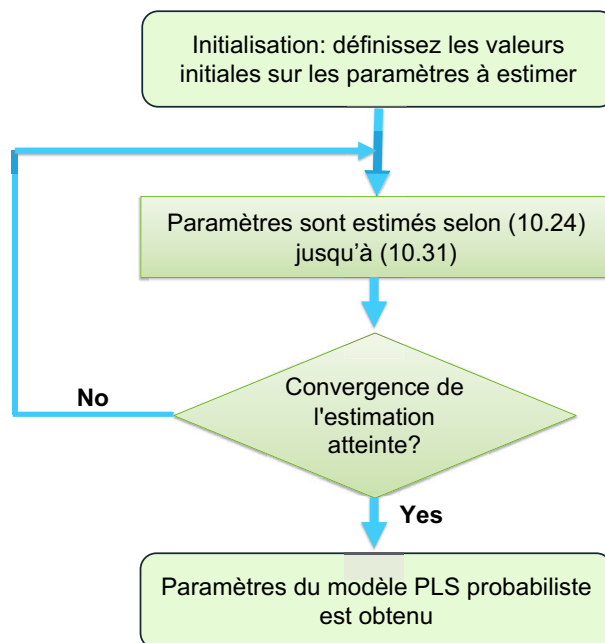 Initialisation: définissez les valeurs
initiales sur les paramètres à estimer
Paramètres sont estimés selon (10.24)
jusqu'à (10.31)
Convergence de
l'estimation
atteinte?
No
Yes
Paramètres du modèle PLS probabiliste
est obtenu